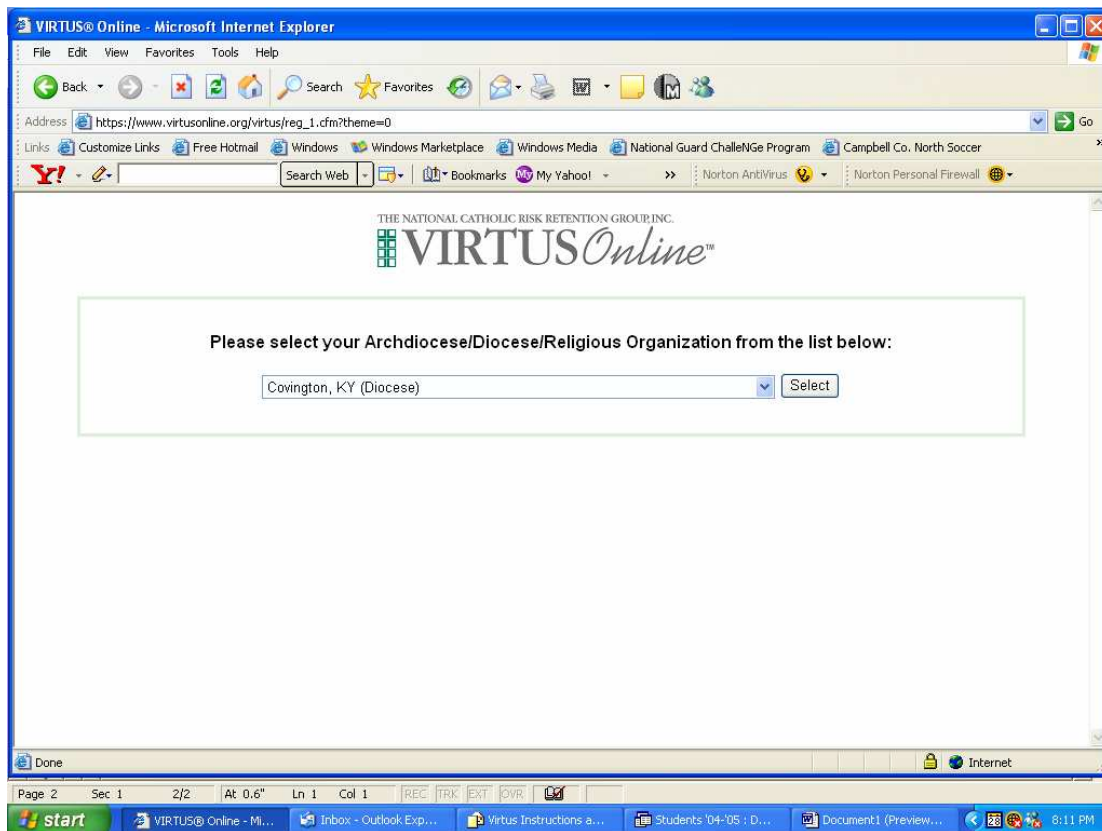 VIRTUS® Online - Microsoft Internet Explorer
File Edit View Favorites Tools Help
Back Search Favorites
Address https://www.virtusonline.org/virtus/reg_1.cfm?theme=0 Go
Links Customize Links Free Hotmail Windows Windows Marketplace Windows Media National Guard ChalleNGe Program Campbell Co. North Soccer »
Y! Search Web Bookmarks My Yahoo! » Norton AntiVirus Norton Personal Firewall
THE NATIONAL CATHOLIC RISK RETENTION GROUP, INC.
VIRTUS Online™
Please select your Archdiocese/Diocese/Religious Organization from the list below:
Covington, KY (Diocese) Select
Done Internet
Page 2 Sec 1 2/2 At 0.6" Ln 1 Col 1 REC TRK EXT OVR
start VIRTUS® Online - Mi... Inbox - Outlook Exp... Virtus Instructions a... Students '04-'05 : D... Document1 (Preview... 28 8:11 PM